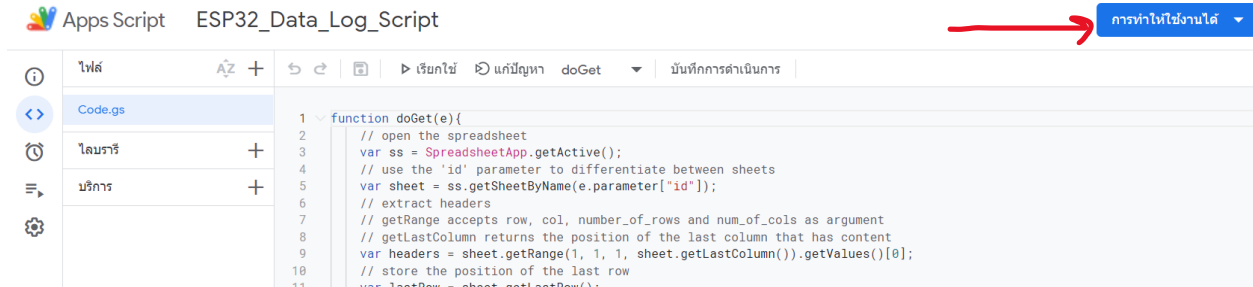 Apps Script ESP32_Data_Log_Script การทำให้ใช้งานได้
ไฟล์ AZ เรียกใช้ แก้ปัญหา doGet บันทึกการดำเนินการ
Code.gs
ไลบรารี
บริการ
1 function doGet(e){
2 // open the spreadsheet
3 var ss = SpreadsheetApp.getActive();
4 // use the 'id' parameter to differentiate between sheets
5 var sheet = ss.getSheetByName(e.parameter["id"]);
6 // extract headers
7 // getRange accepts row, col, number_of_rows and num_of_cols as argument
8 // getLastColumn returns the position of the last column that has content
9 var headers = sheet.getRange(1, 1, 1, sheet.getLastColumn()).getValues()[0];
10 // store the position of the last row
11 var lastRow = sheet.getLastRow();